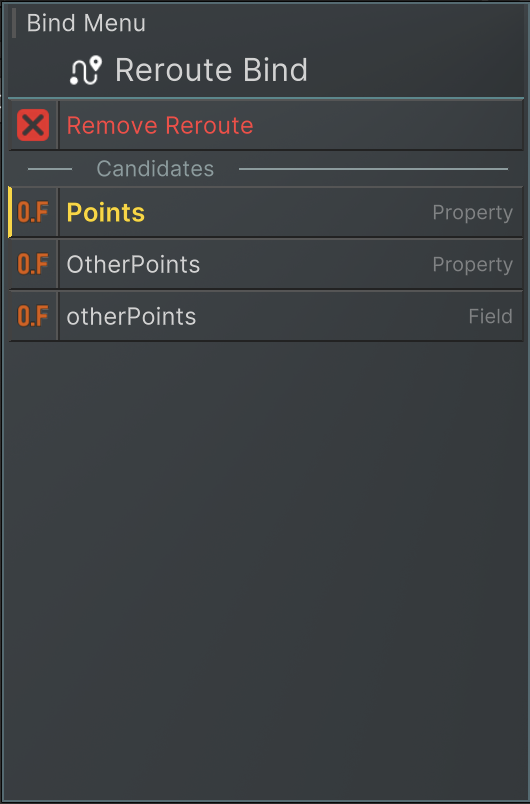 Bind Menu
Reroute Bind
Remove Reroute
Candidates
0.F Points Property
0.F OtherPoints Property
0.F otherPoints Field